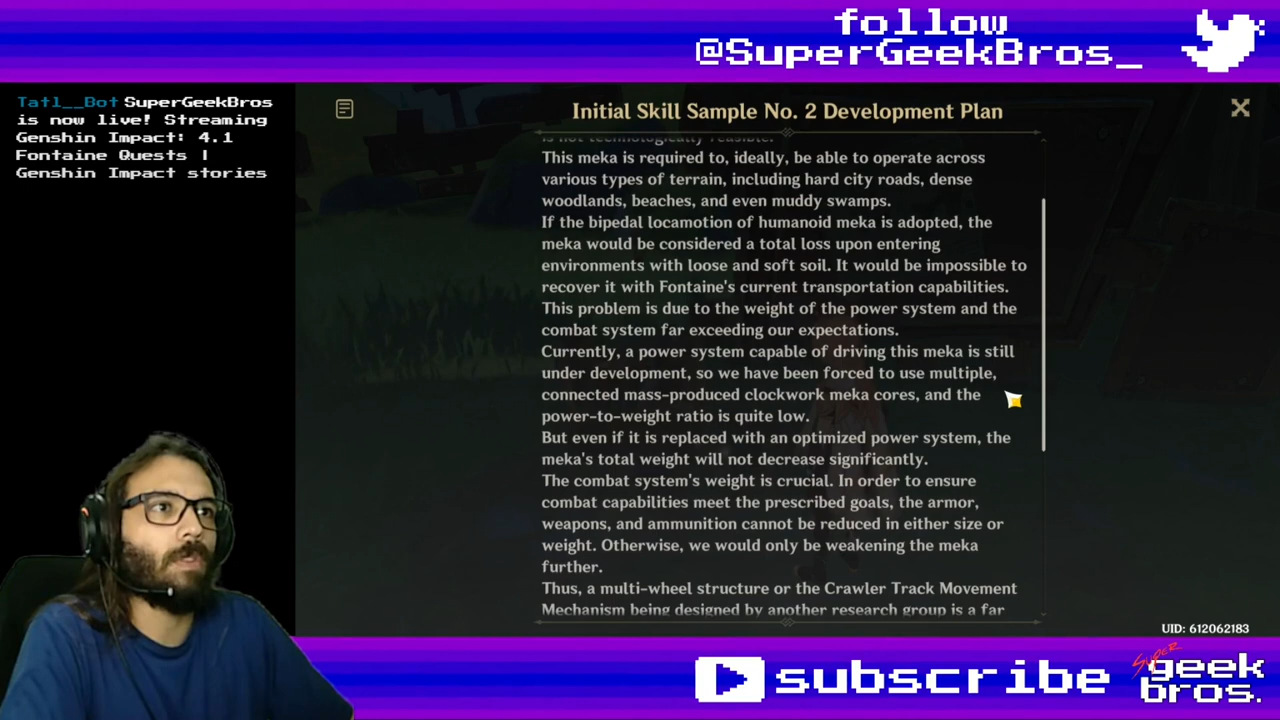 follow
@SuperGeekBros_
Tatl__Bot SuperGeekBros
is now live! Streaming
Genshin Impact: 4.1
Fontaine Quests |
Genshin Impact stories
Initial Skill Sample No. 2 Development Plan
is not technologically feasible.
This meka is required to, ideally, be able to operate across
various types of terrain, including hard city roads, dense
woodlands, beaches, and even muddy swamps.
If the bipedal locamotion of humanoid meka is adopted, the
meka would be considered a total loss upon entering
environments with loose and soft soil. It would be impossible to
recover it with Fontaine's current transportation capabilities.
This problem is due to the weight of the power system and the
combat system far exceeding our expectations.
Currently, a power system capable of driving this meka is still
under development, so we have been forced to use multiple,
connected mass-produced clockwork meka cores, and the
power-to-weight ratio is quite low.
But even if it is replaced with an optimized power system, the
meka's total weight will not decrease significantly.
The combat system's weight is crucial. In order to ensure
combat capabilities meet the prescribed goals, the armor,
weapons, and ammunition cannot be reduced in either size or
weight. Otherwise, we would only be weakening the meka
further.
Thus, a multi-wheel structure or the Crawler Track Movement
Mechanism being designed by another research group is a far
UID: 612062183
subscribe
super
geek
bros.